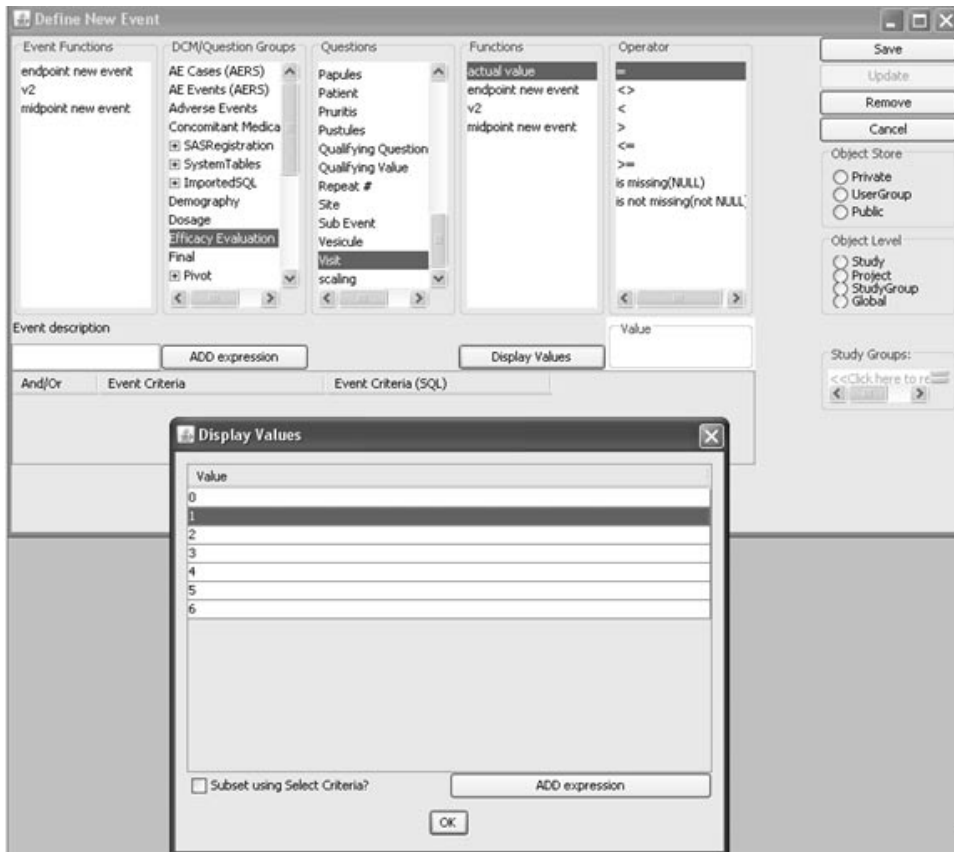 Define New Event
Event Functions
endpoint new event
v2
midpoint new event
DCM/Question Groups
AE Cases (AERS)
AE Events (AERS)
Adverse Events
Concomitant Medica
SASRegistration
SystemTables
ImportedSQL
Demography
Dosage
Efficacy Evaluation
Final
Pivot
Questions
Papules
Patient
Pruritis
Pustules
Qualifying Question
Qualifying Value
Repeat #
Site
Sub Event
Vesicule
Visit
scaling
Functions
actual value
endpoint new event
v2
midpoint new event
Operator
=
<>
<
>
<=
>=
is missing(NULL)
is not missing(not NULL)
Save
Update
Remove
Cancel
Object Store
Private
UserGroup
Public
Object Level
Study
Project
StudyGroup
Global
Event description
ADD expression
Display Values
Value
Study Groups:
<<Click here to re
And/Or Event Criteria Event Criteria (SQL)
Display Values
Value
0
1
2
3
4
5
6
Subset using Select Criteria?
ADD expression
OK